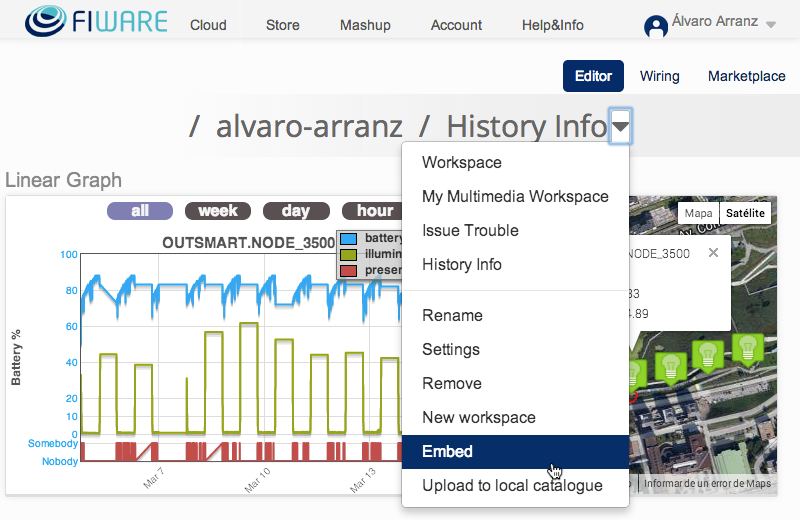 FIWARE Cloud Store Mashup Account Help&Info Álvaro Arranz
Editor Wiring Marketplace
/ alvaro-arranz / History Info
Linear Graph
all week day hour
OUTSMART.NODE_3500
battery
illumin
presen
Battery %
100
80
60
40
20
10
0
Somebody
Nobody
Mar 7
Mar 10
Mar 13
Workspace
My Multimedia Workspace
Issue Trouble
History Info
Rename
Settings
Remove
New workspace
Embed
Upload to local catalogue
Mapa Satélite
NODE_3500
33
4.89
Informar de un error de Maps